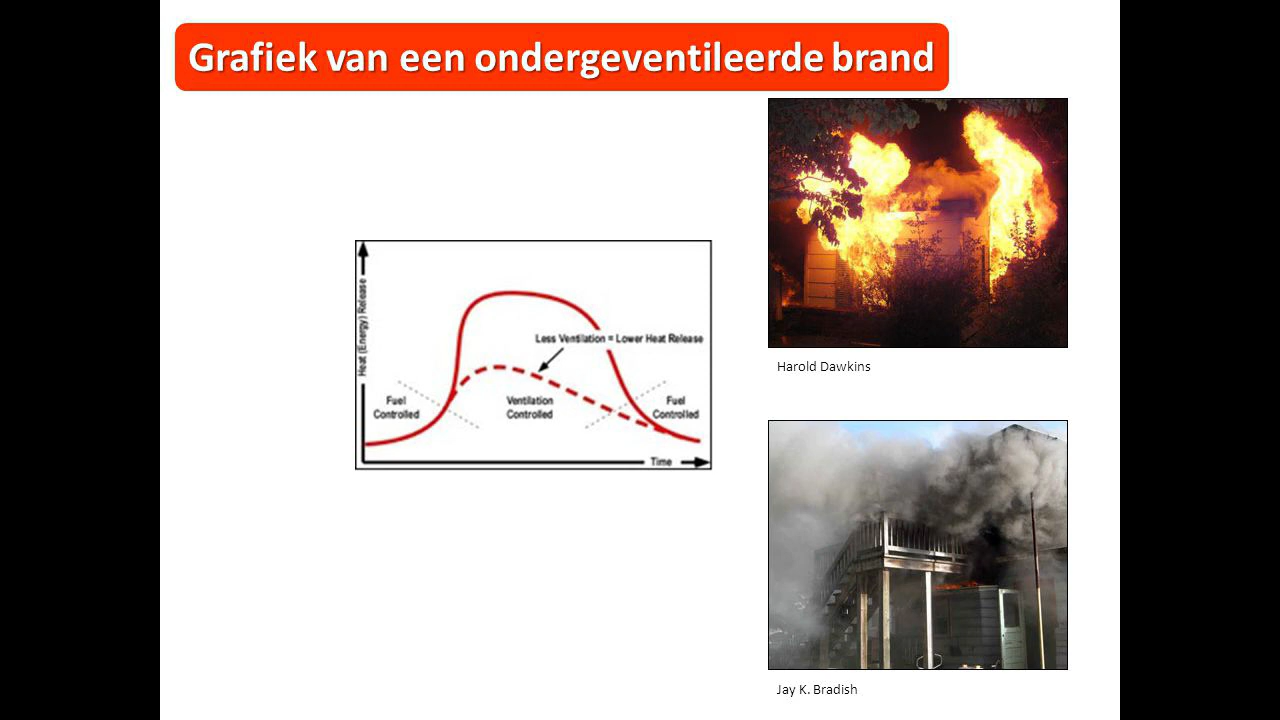 Grafiek van een ondergeventileerde brand
Harold Dawkins
Heat (Energy) Release
Less Ventilation = Lower Heat Release
Fuel
Controlled
Ventilation
Controlled
Fuel
Controlled
Time
Jay K. Bradish